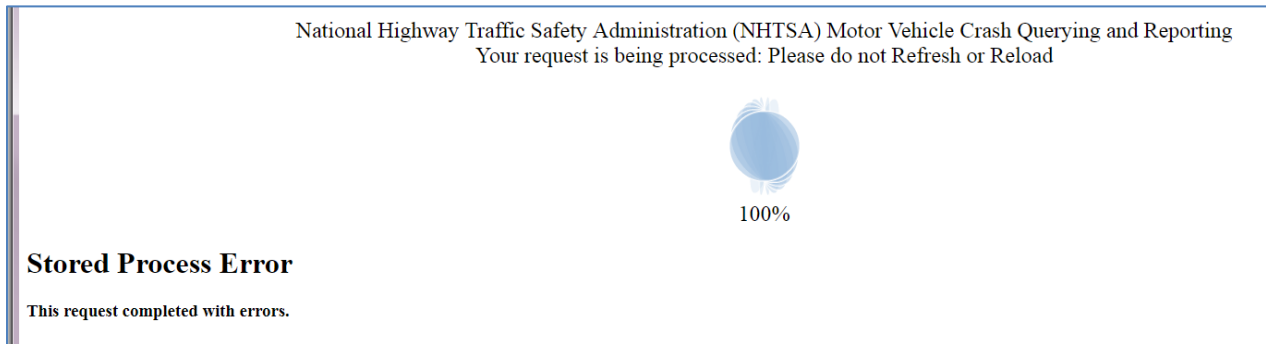 National Highway Traffic Safety Administration (NHTSA) Motor Vehicle Crash Querying and Reporting
Your request is being processed: Please do not Refresh or Reload
100%
Stored Process Error
This request completed with errors.